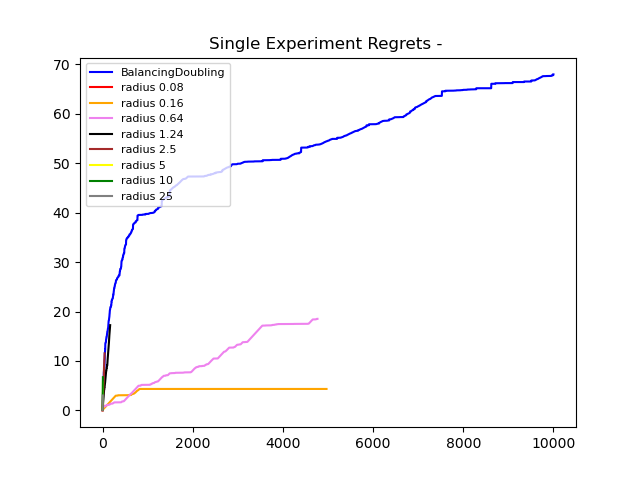 Single Experiment Regrets -
70
60
50
40
30
20
10
0
BalancingDoubling
radius 0.08
radius 0.16
radius 0.64
radius 1.24
radius 2.5
radius 5
radius 10
radius 25
0 2000 4000 6000 8000 10000